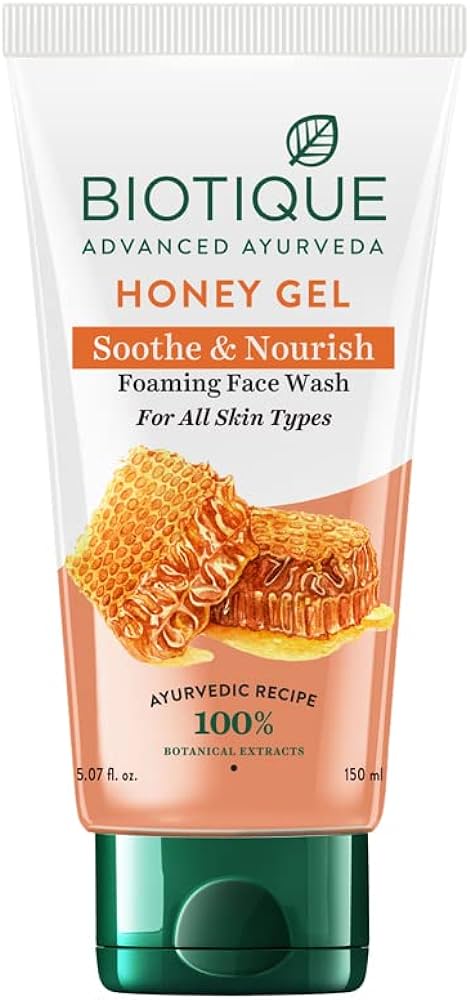 BIOTIQUE
ADVANCED AYURVEDA
HONEY GEL
Soothe & Nourish
Foaming Face Wash
For All Skin Types
AYURVEDIC RECIPE
100%
BOTANICAL EXTRACTS
5.07 fl. oz. 150 ml